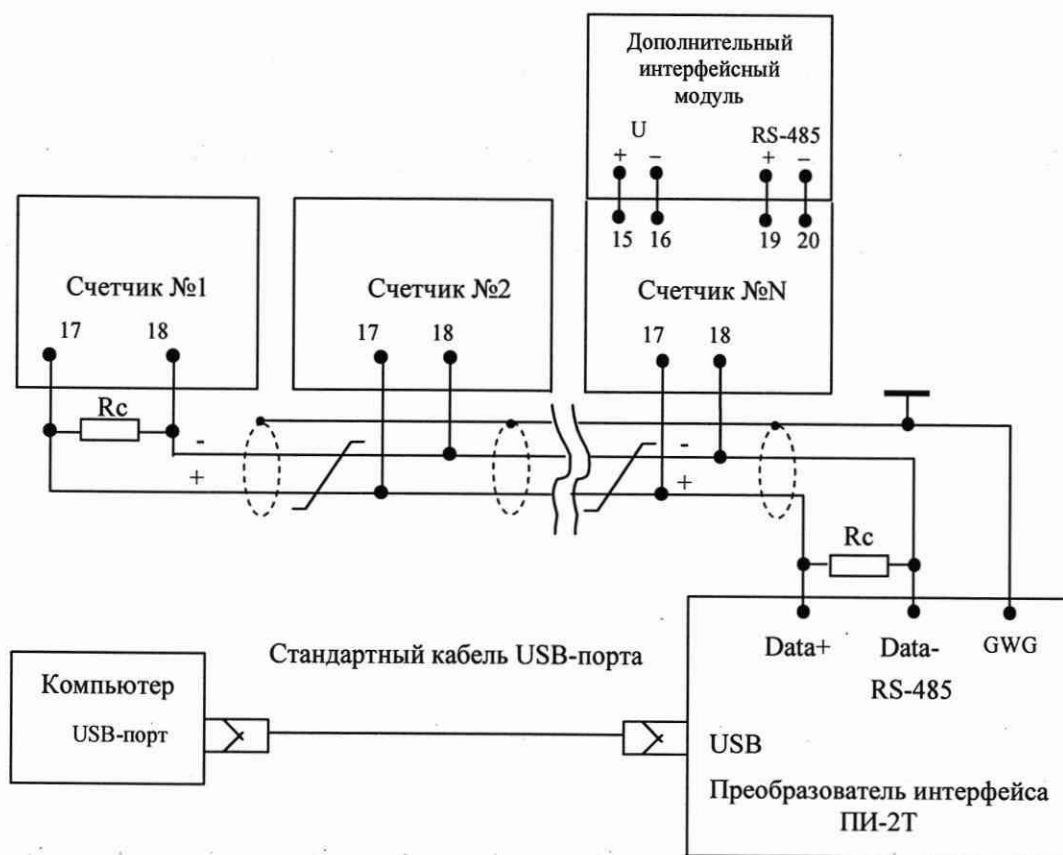 Дополнительный
интерфейсный
модуль
U
RS-485
+ −
+ −
15 16
19 20
Счетчик №1
Счетчик №2
Счетчик №N
17 18
17 18
17 18
Rc
-
-
+
+
Rc
Стандартный кабель USB-порта
Data+ Data- GWG
RS-485
Компьютер
USB-порт
USB
Преобразователь интерфейса
ПИ-2Т